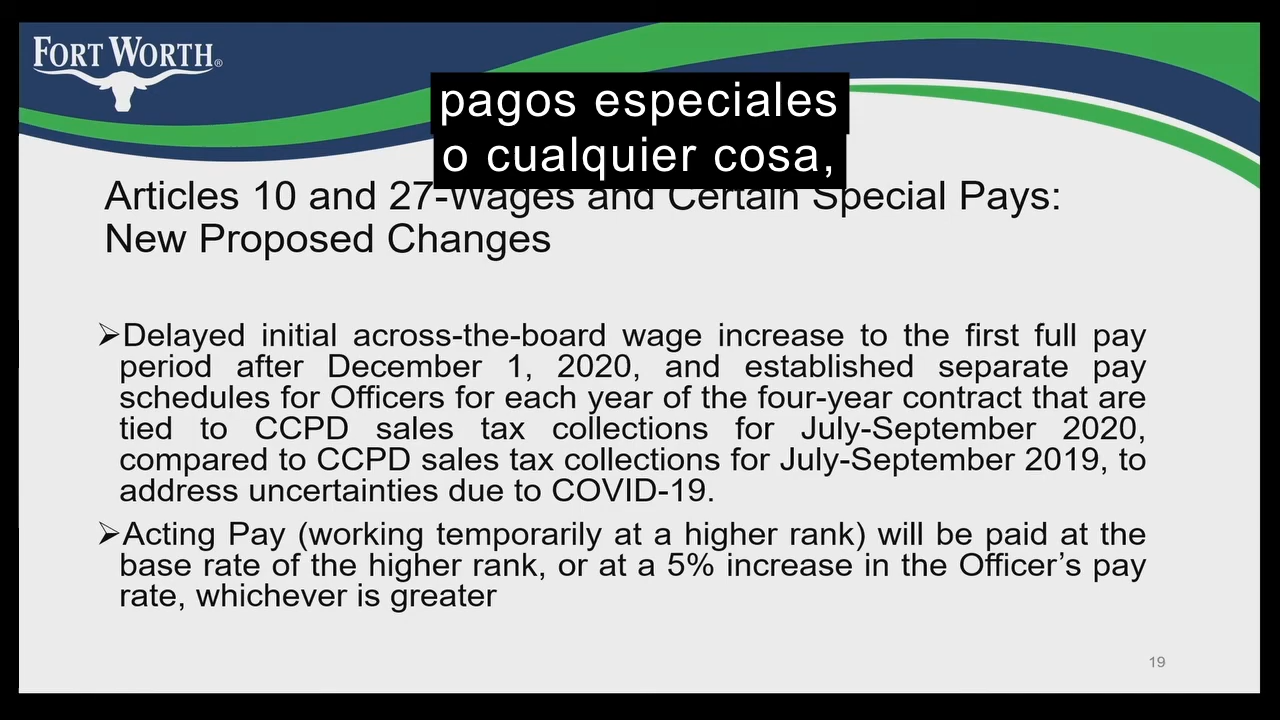 FORT WORTH®
pagos especiales
o cualquier cosa,
Articles 10 and 27-Wages and Certain Special Pays:
New Proposed Changes
➢Delayed initial across-the-board wage increase to the first full pay
period after December 1, 2020, and established separate pay
schedules for Officers for each year of the four-year contract that are
tied to CCPD sales tax collections for July-September 2020,
compared to CCPD sales tax collections for July-September 2019, to
address uncertainties due to COVID-19.
➢Acting Pay (working temporarily at a higher rank) will be paid at the
base rate of the higher rank, or at a 5% increase in the Officer’s pay
rate, whichever is greater
19